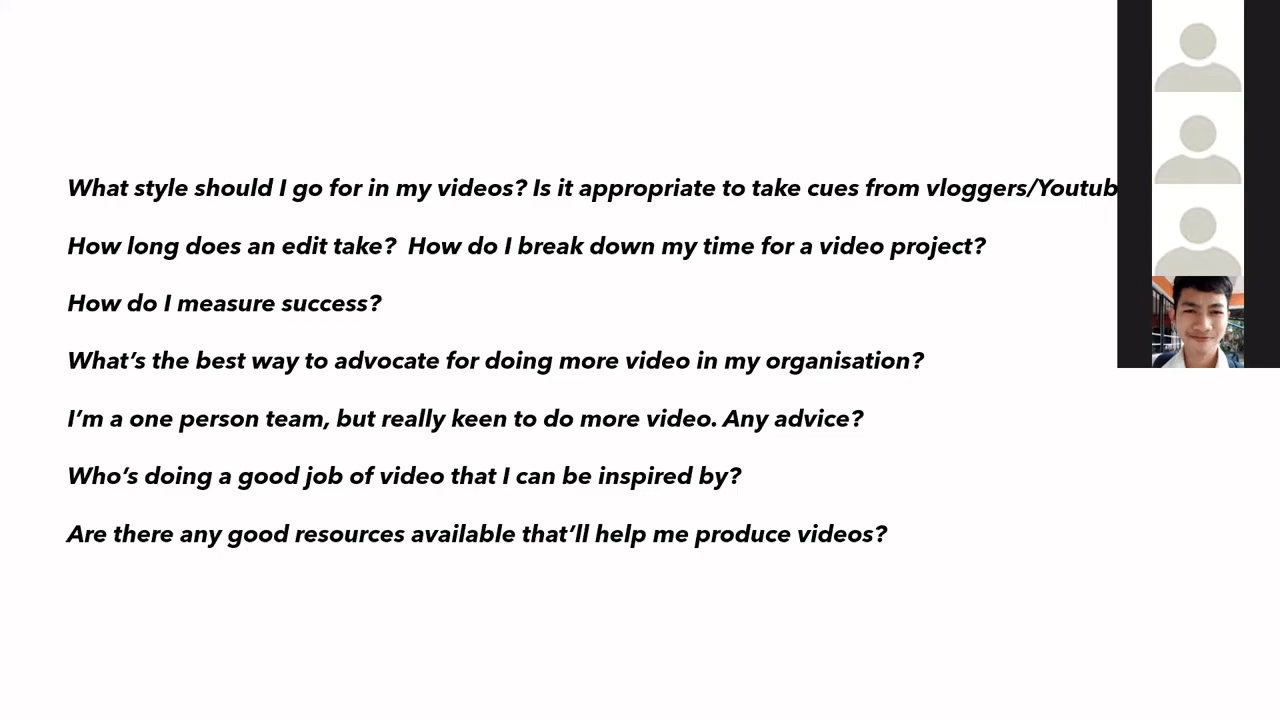 What style should I go for in my videos? Is it appropriate to take cues from vloggers/Youtub
How long does an edit take?  How do I break down my time for a video project?
How do I measure success?
What’s the best way to advocate for doing more video in my organisation?
I’m a one person team, but really keen to do more video. Any advice?
Who’s doing a good job of video that I can be inspired by?
Are there any good resources available that’ll help me produce videos?